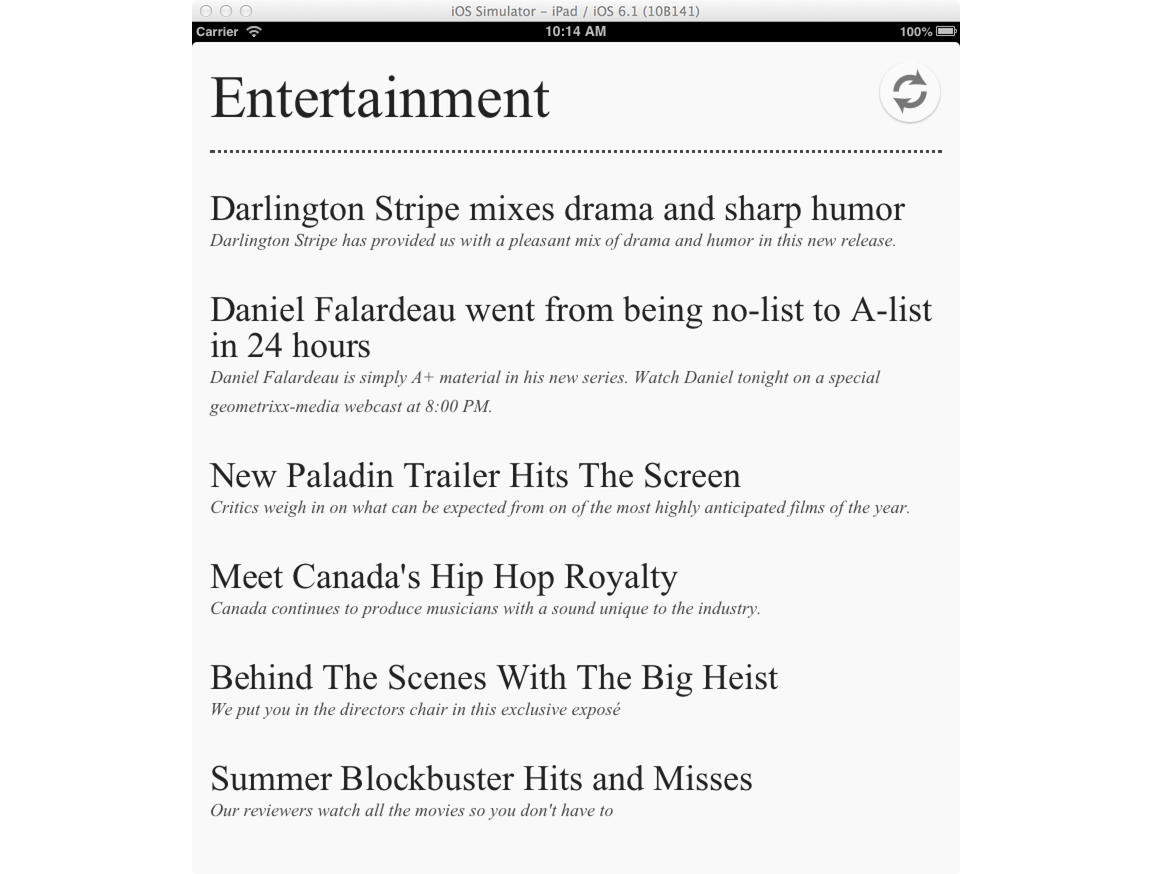 iOS Simulator – iPad / iOS 6.1 (10B141)
Carrier 10:14 AM 100%
Entertainment
Darlington Stripe mixes drama and sharp humor
Darlington Stripe has provided us with a pleasant mix of drama and humor in this new release.
Daniel Falardeau went from being no-list to A-list
in 24 hours
Daniel Falardeau is simply A+ material in his new series. Watch Daniel tonight on a special
geometrixx-media webcast at 8:00 PM.
New Paladin Trailer Hits The Screen
Critics weigh in on what can be expected from on of the most highly anticipated films of the year.
Meet Canada's Hip Hop Royalty
Canada continues to produce musicians with a sound unique to the industry.
Behind The Scenes With The Big Heist
We put you in the directors chair in this exclusive exposé
Summer Blockbuster Hits and Misses
Our reviewers watch all the movies so you don't have to